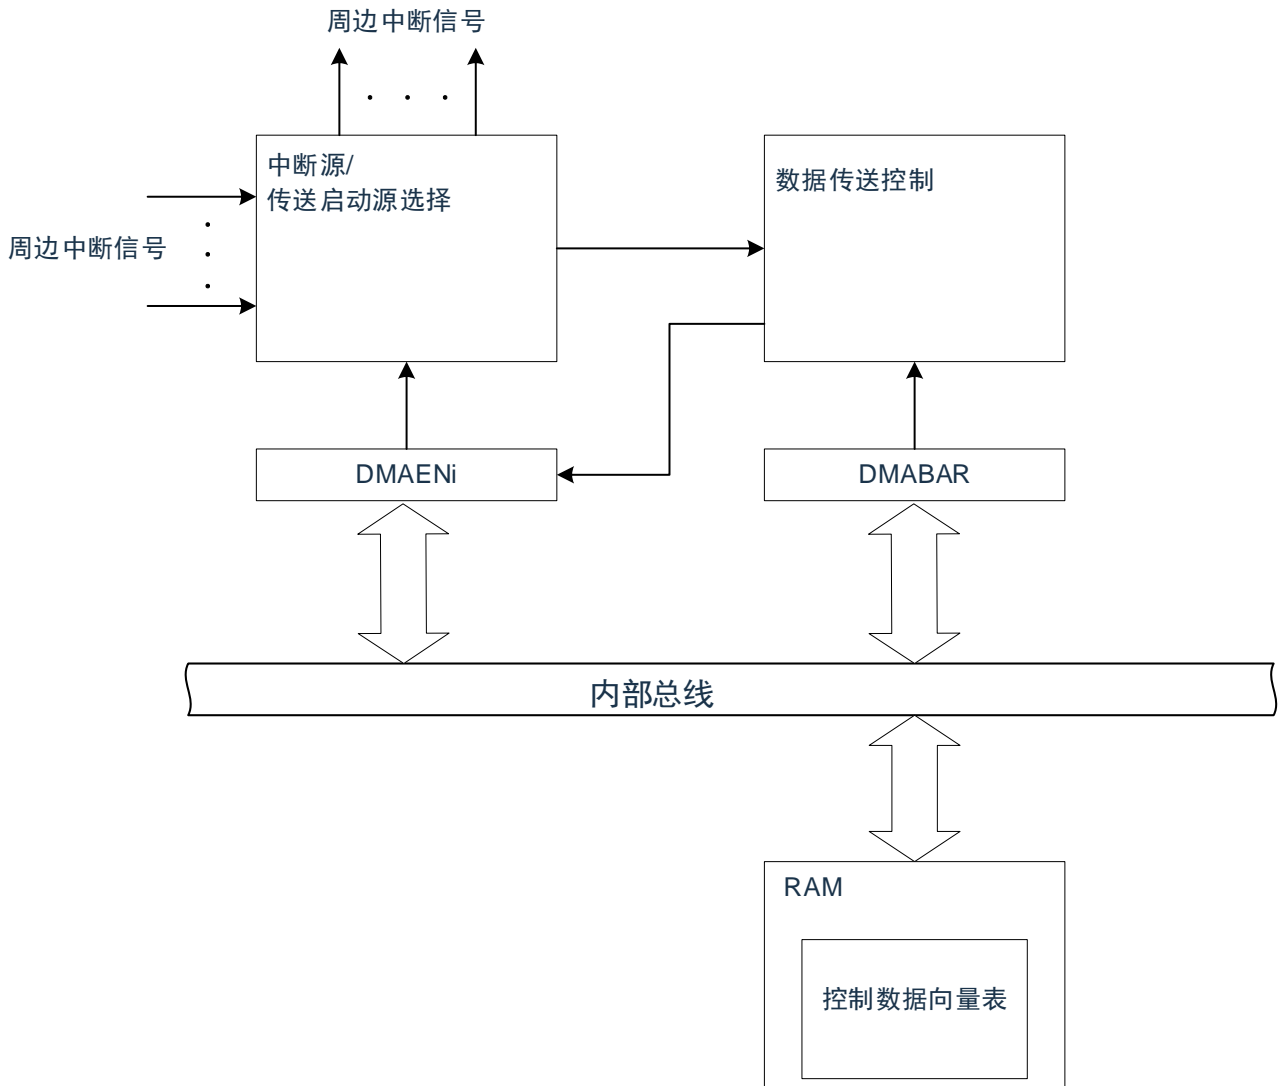 周边中断信号
中断源/
传送启动源选择
数据传送控制
周边中断信号
DMAENi
DMABAR
内部总线
RAM
控制数据向量表